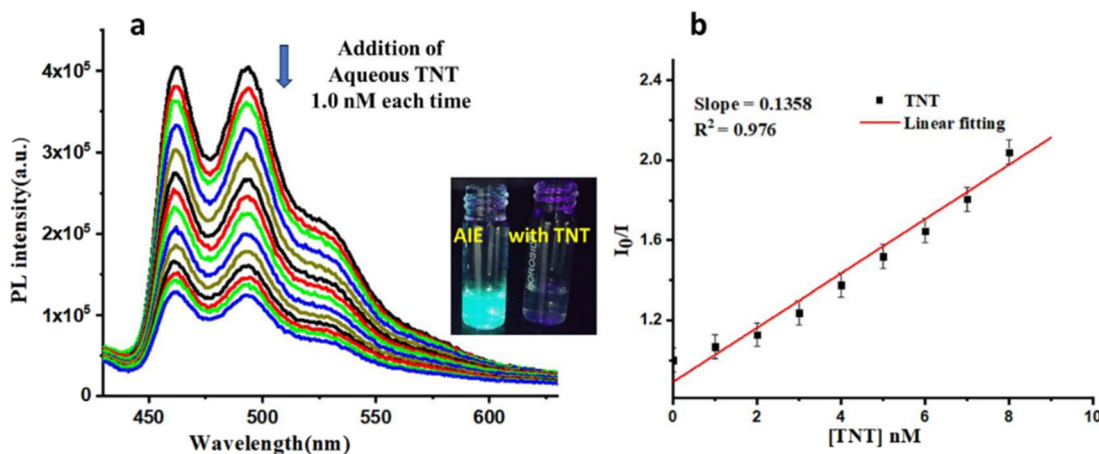 a
Addition of
Aqueous TNT
1.0 nM each time
4x10⁵
3x10⁵
2x10⁵
1x10⁵
0
PL intensity(a.u.)
AIE with TNT
450 500 550 600
Wavelength(nm)
b
2.4
2.0
1.6
1.2
I₀/I
Slope = 0.1358
R² = 0.976
TNT
Linear fitting
0 2 4 6 8 10
[TNT] nM